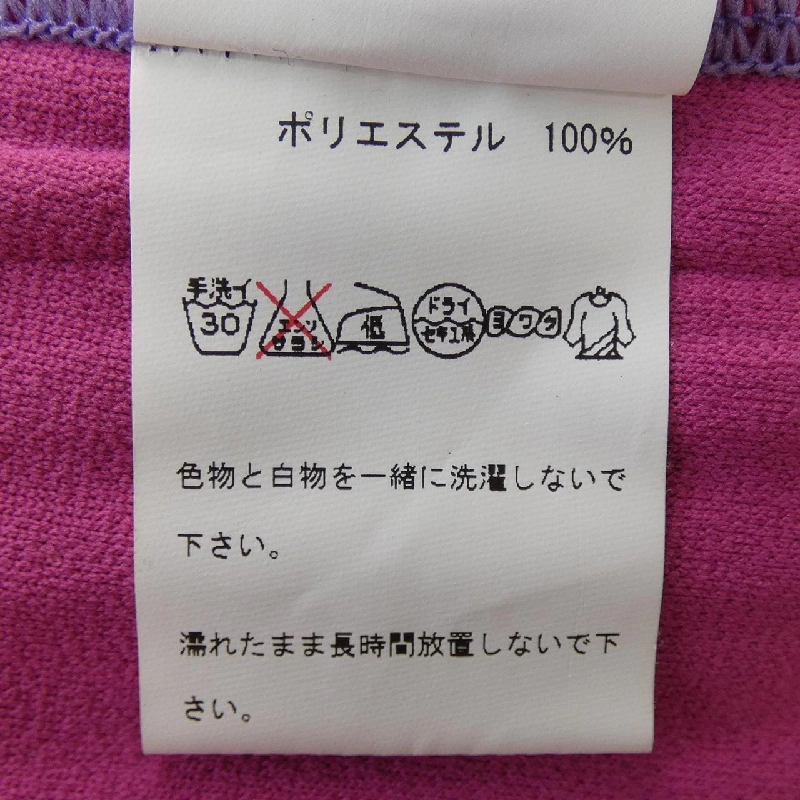 ポリエステル 100%
手洗イ 30 エンソサラシ 低 ドライ セキユ系 ヨワク
色物と白物を一緒に洗濯しないで
下さい。
濡れたまま長時間放置しないで下
さい。